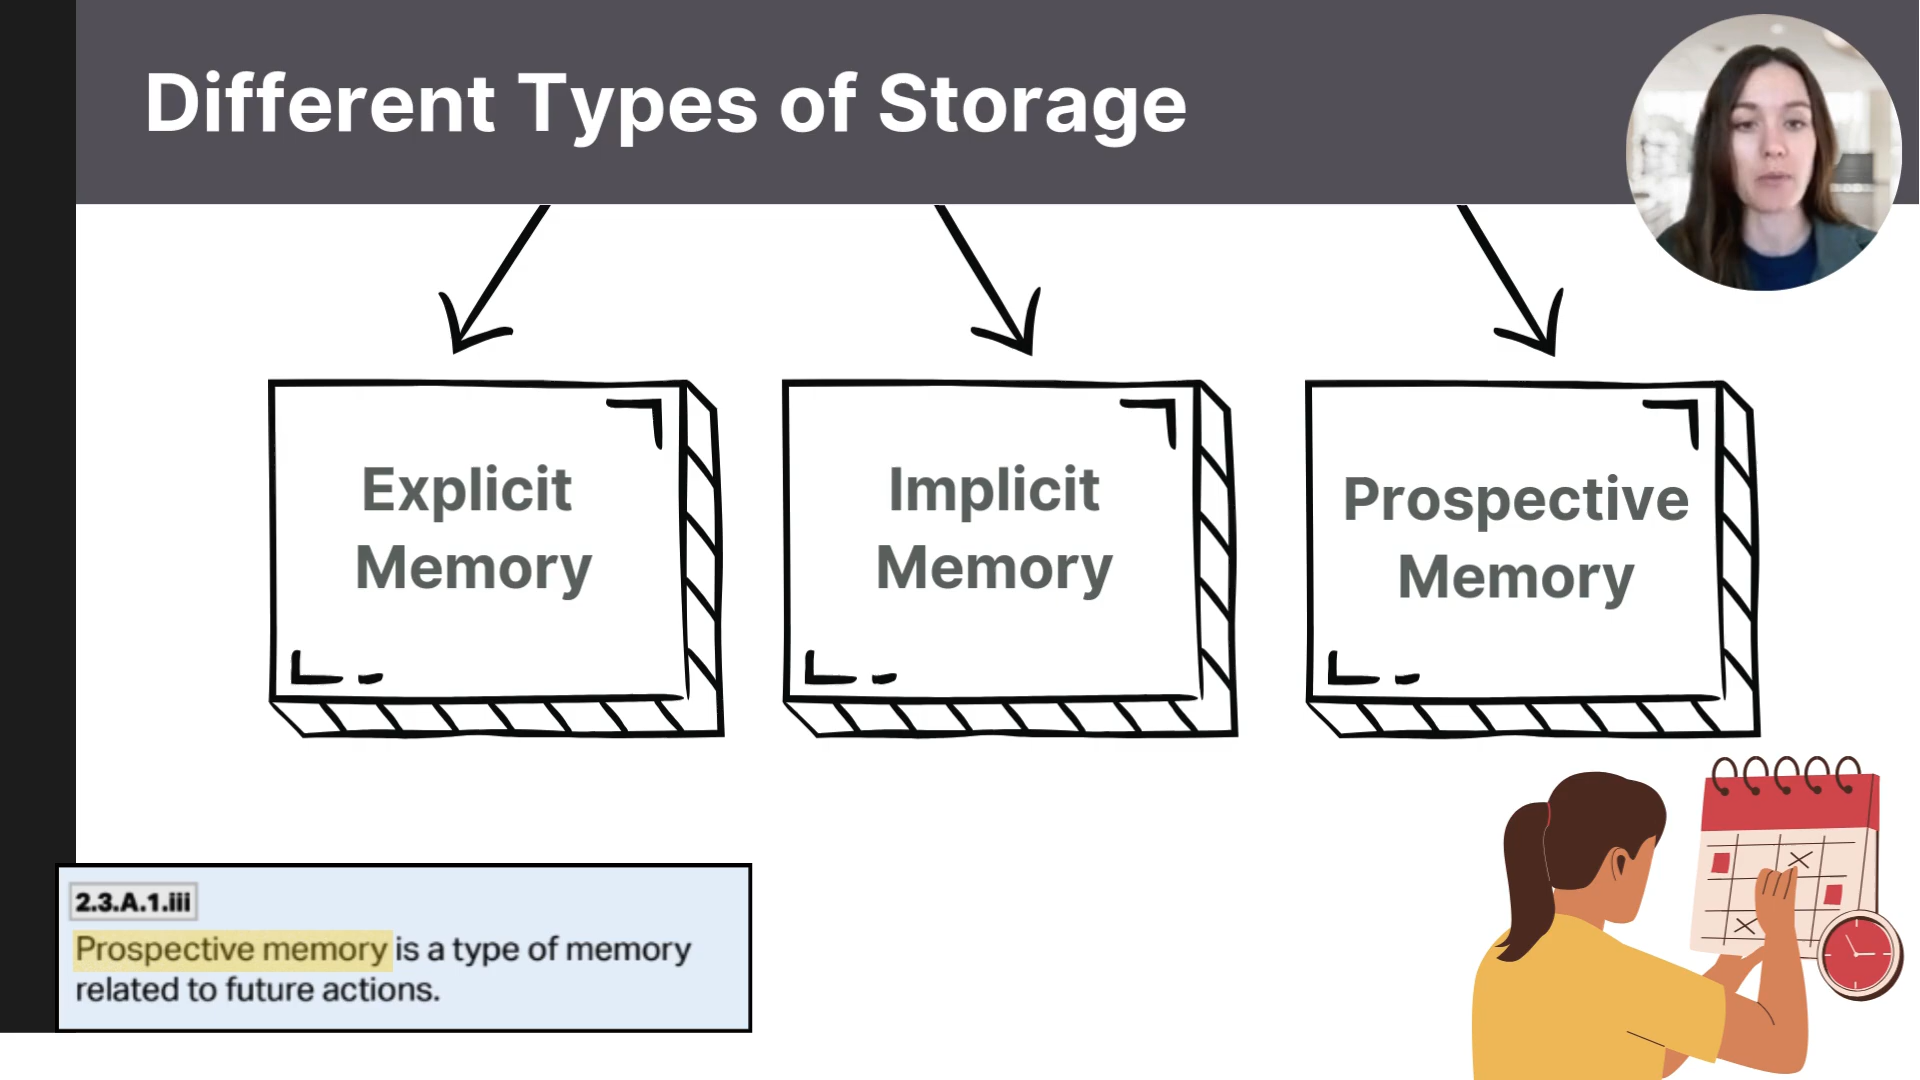 Different Types of Storage
Explicit
Memory
Implicit
Memory
Prospective
Memory
2.3.A.1.iii
Prospective memory is a type of memory
related to future actions.